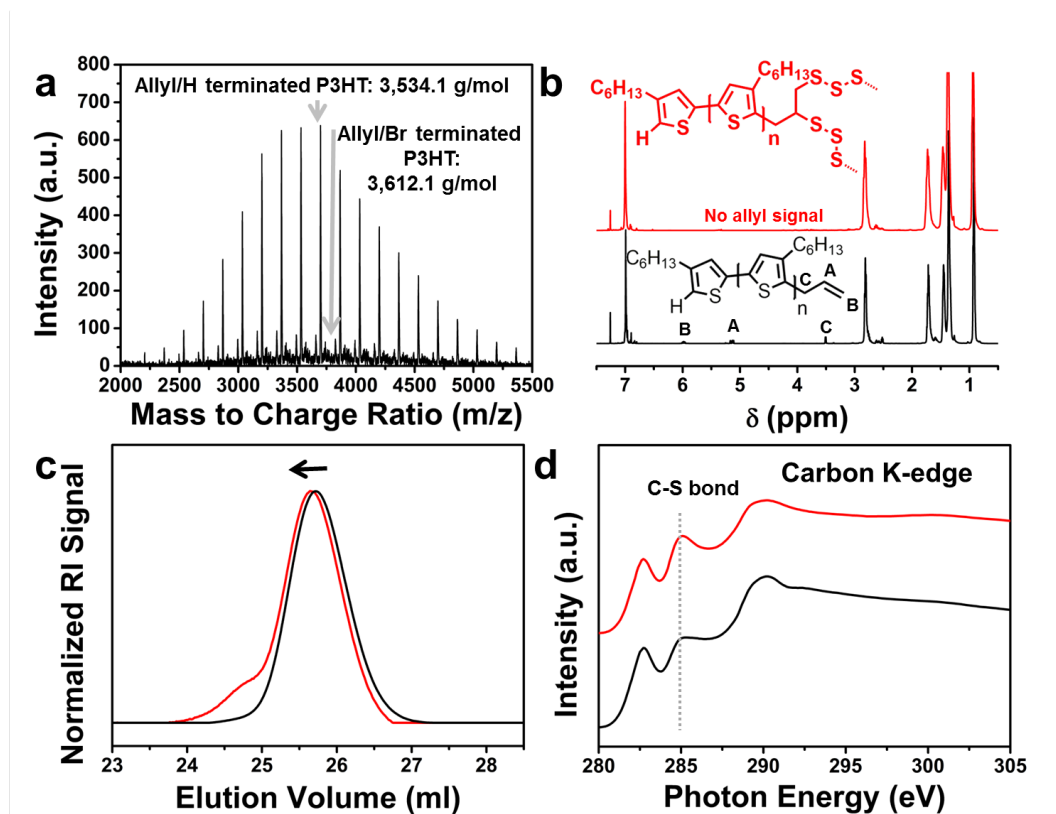 a
800
700
600
500
400
300
200
100
0
Intensity (a.u.)
Allyl/H terminated P3HT: 3,534.1 g/mol
Allyl/Br terminated
P3HT:
3,612.1 g/mol
2000 2500 3000 3500 4000 4500 5000 5500
Mass to Charge Ratio (m/z)
b
C6H13
C6H13
S S S
S
S
S
S
S
H
n
No allyl signal
C6H13
C6H13
S
S
H
n
C
A
B
B A C
7 6 5 4 3 2 1
δ (ppm)
c
Normalized RI Signal
23 24 25 26 27 28
Elution Volume (ml)
d
Carbon K-edge
C-S bond
Intensity (a.u.)
280 285 290 295 300 305
Photon Energy (eV)